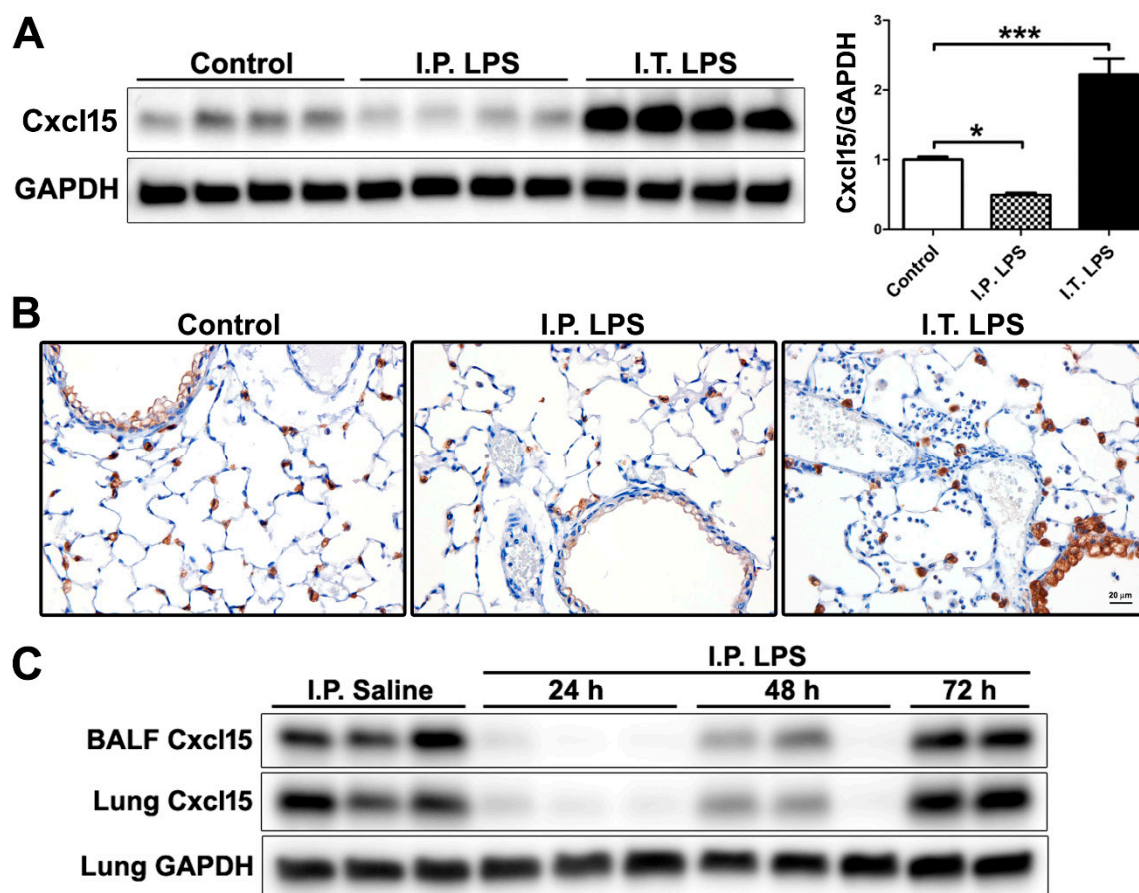 A
Control I.P. LPS I.T. LPS
Cxcl15
GAPDH
Cxcl15/GAPDH
3
2
1
0
***
*
Control
I.P. LPS
I.T. LPS
B
Control I.P. LPS I.T. LPS
20 µm
C
I.P. LPS
I.P. Saline 24 h 48 h 72 h
BALF Cxcl15
Lung Cxcl15
Lung GAPDH